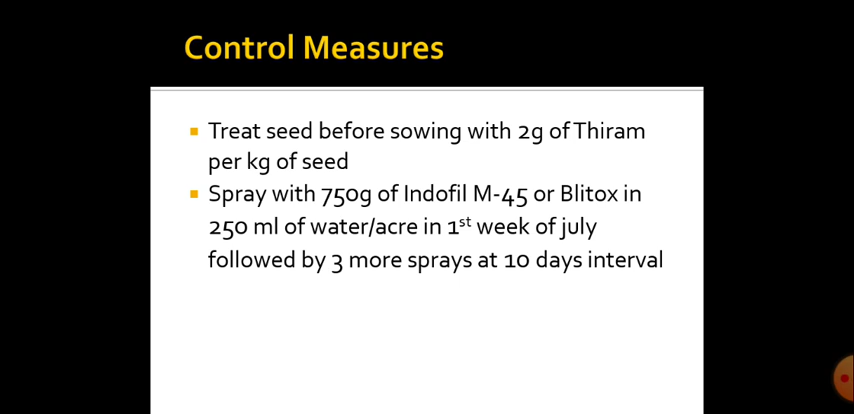 Control Measures
Treat seed before sowing with 2g of Thiram
per kg of seed
Spray with 750g of Indofil M-45 or Blitox in
250 ml of water/acre in 1st week of july
followed by 3 more sprays at 10 days interval